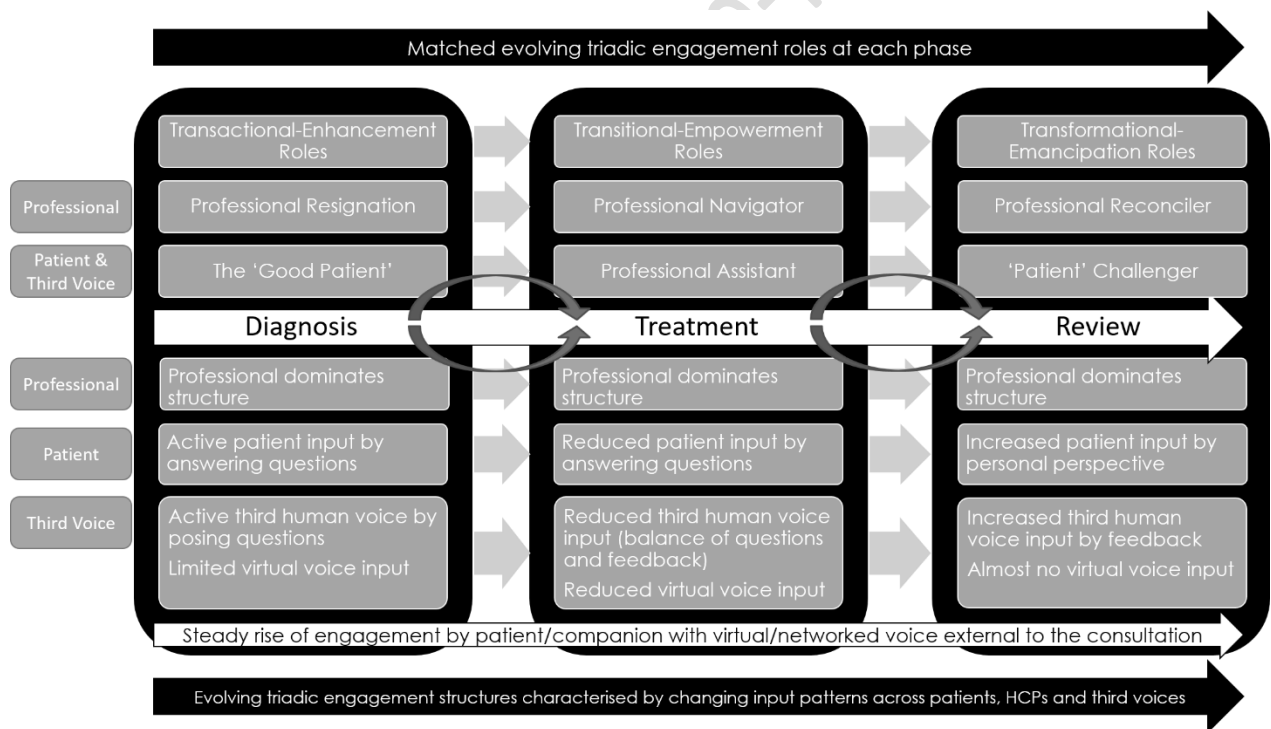 Matched evolving triadic engagement roles at each phase
Transactional-Enhancement
Roles
Transitional-Empowerment
Roles
Transformational-
Emancipation Roles
Professional
Professional Resignation
Professional Navigator
Professional Reconciler
Patient &
Third Voice
The 'Good Patient'
Professional Assistant
'Patient' Challenger
Diagnosis
Treatment
Review
Professional
Professional dominates
structure
Professional dominates
structure
Professional dominates
structure
Patient
Active patient input by
answering questions
Reduced patient input by
answering questions
Increased patient input by
personal perspective
Third Voice
Active third human voice by
posing questions
Limited virtual voice input
Reduced third human voice
input (balance of questions
and feedback)
Reduced virtual voice input
Increased third human
voice input by feedback
Almost no virtual voice input
Steady rise of engagement by patient/companion with virtual/networked voice external to the consultation
Evolving triadic engagement structures characterised by changing input patterns across patients, HCPs and third voices